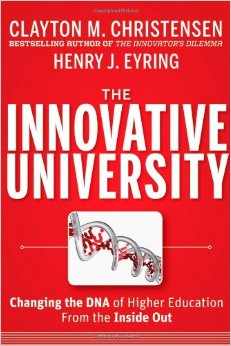 CLAYTON M. CHRISTENSEN
BESTSELLING AUTHOR OF THE INNOVATOR'S DILEMMA
HENRY J. EYRING
THE
INNOVATIVE
UNIVERSITY
Changing the DNA of Higher Education
From the Inside Out